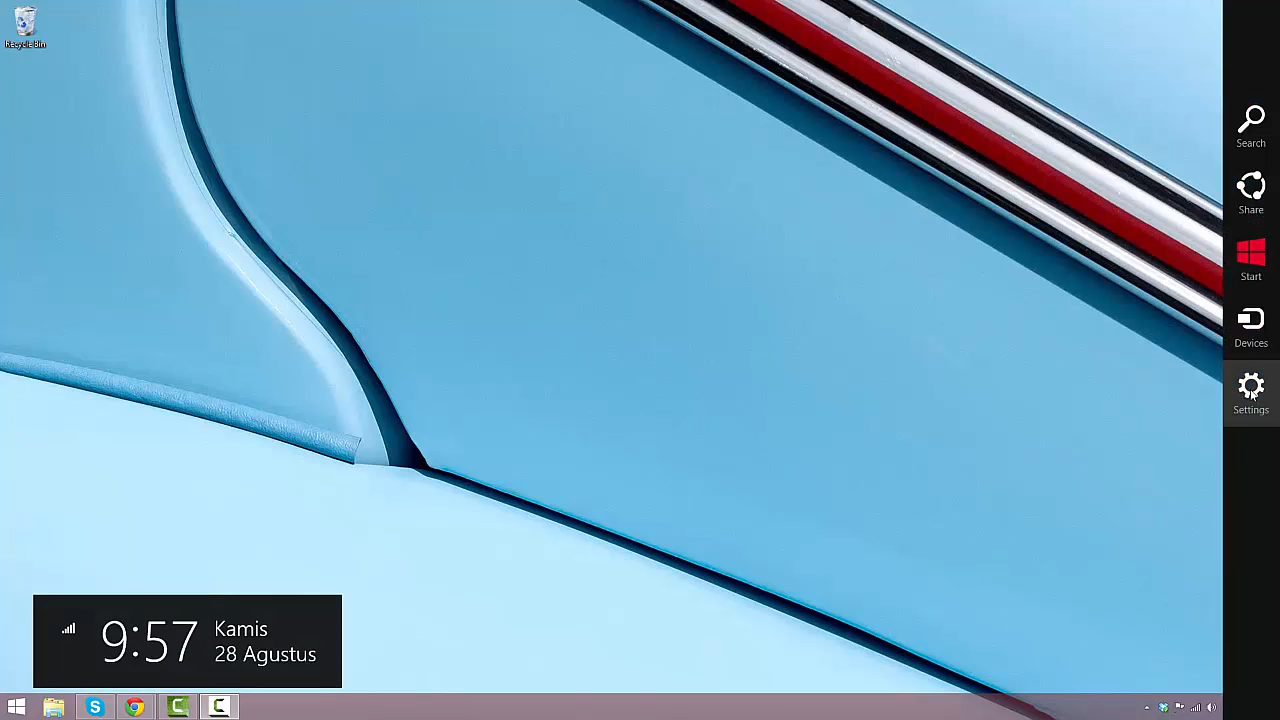 Recycle Bin
Search
Share
Start
Devices
Settings
9:57
Kamis
28 Agustus